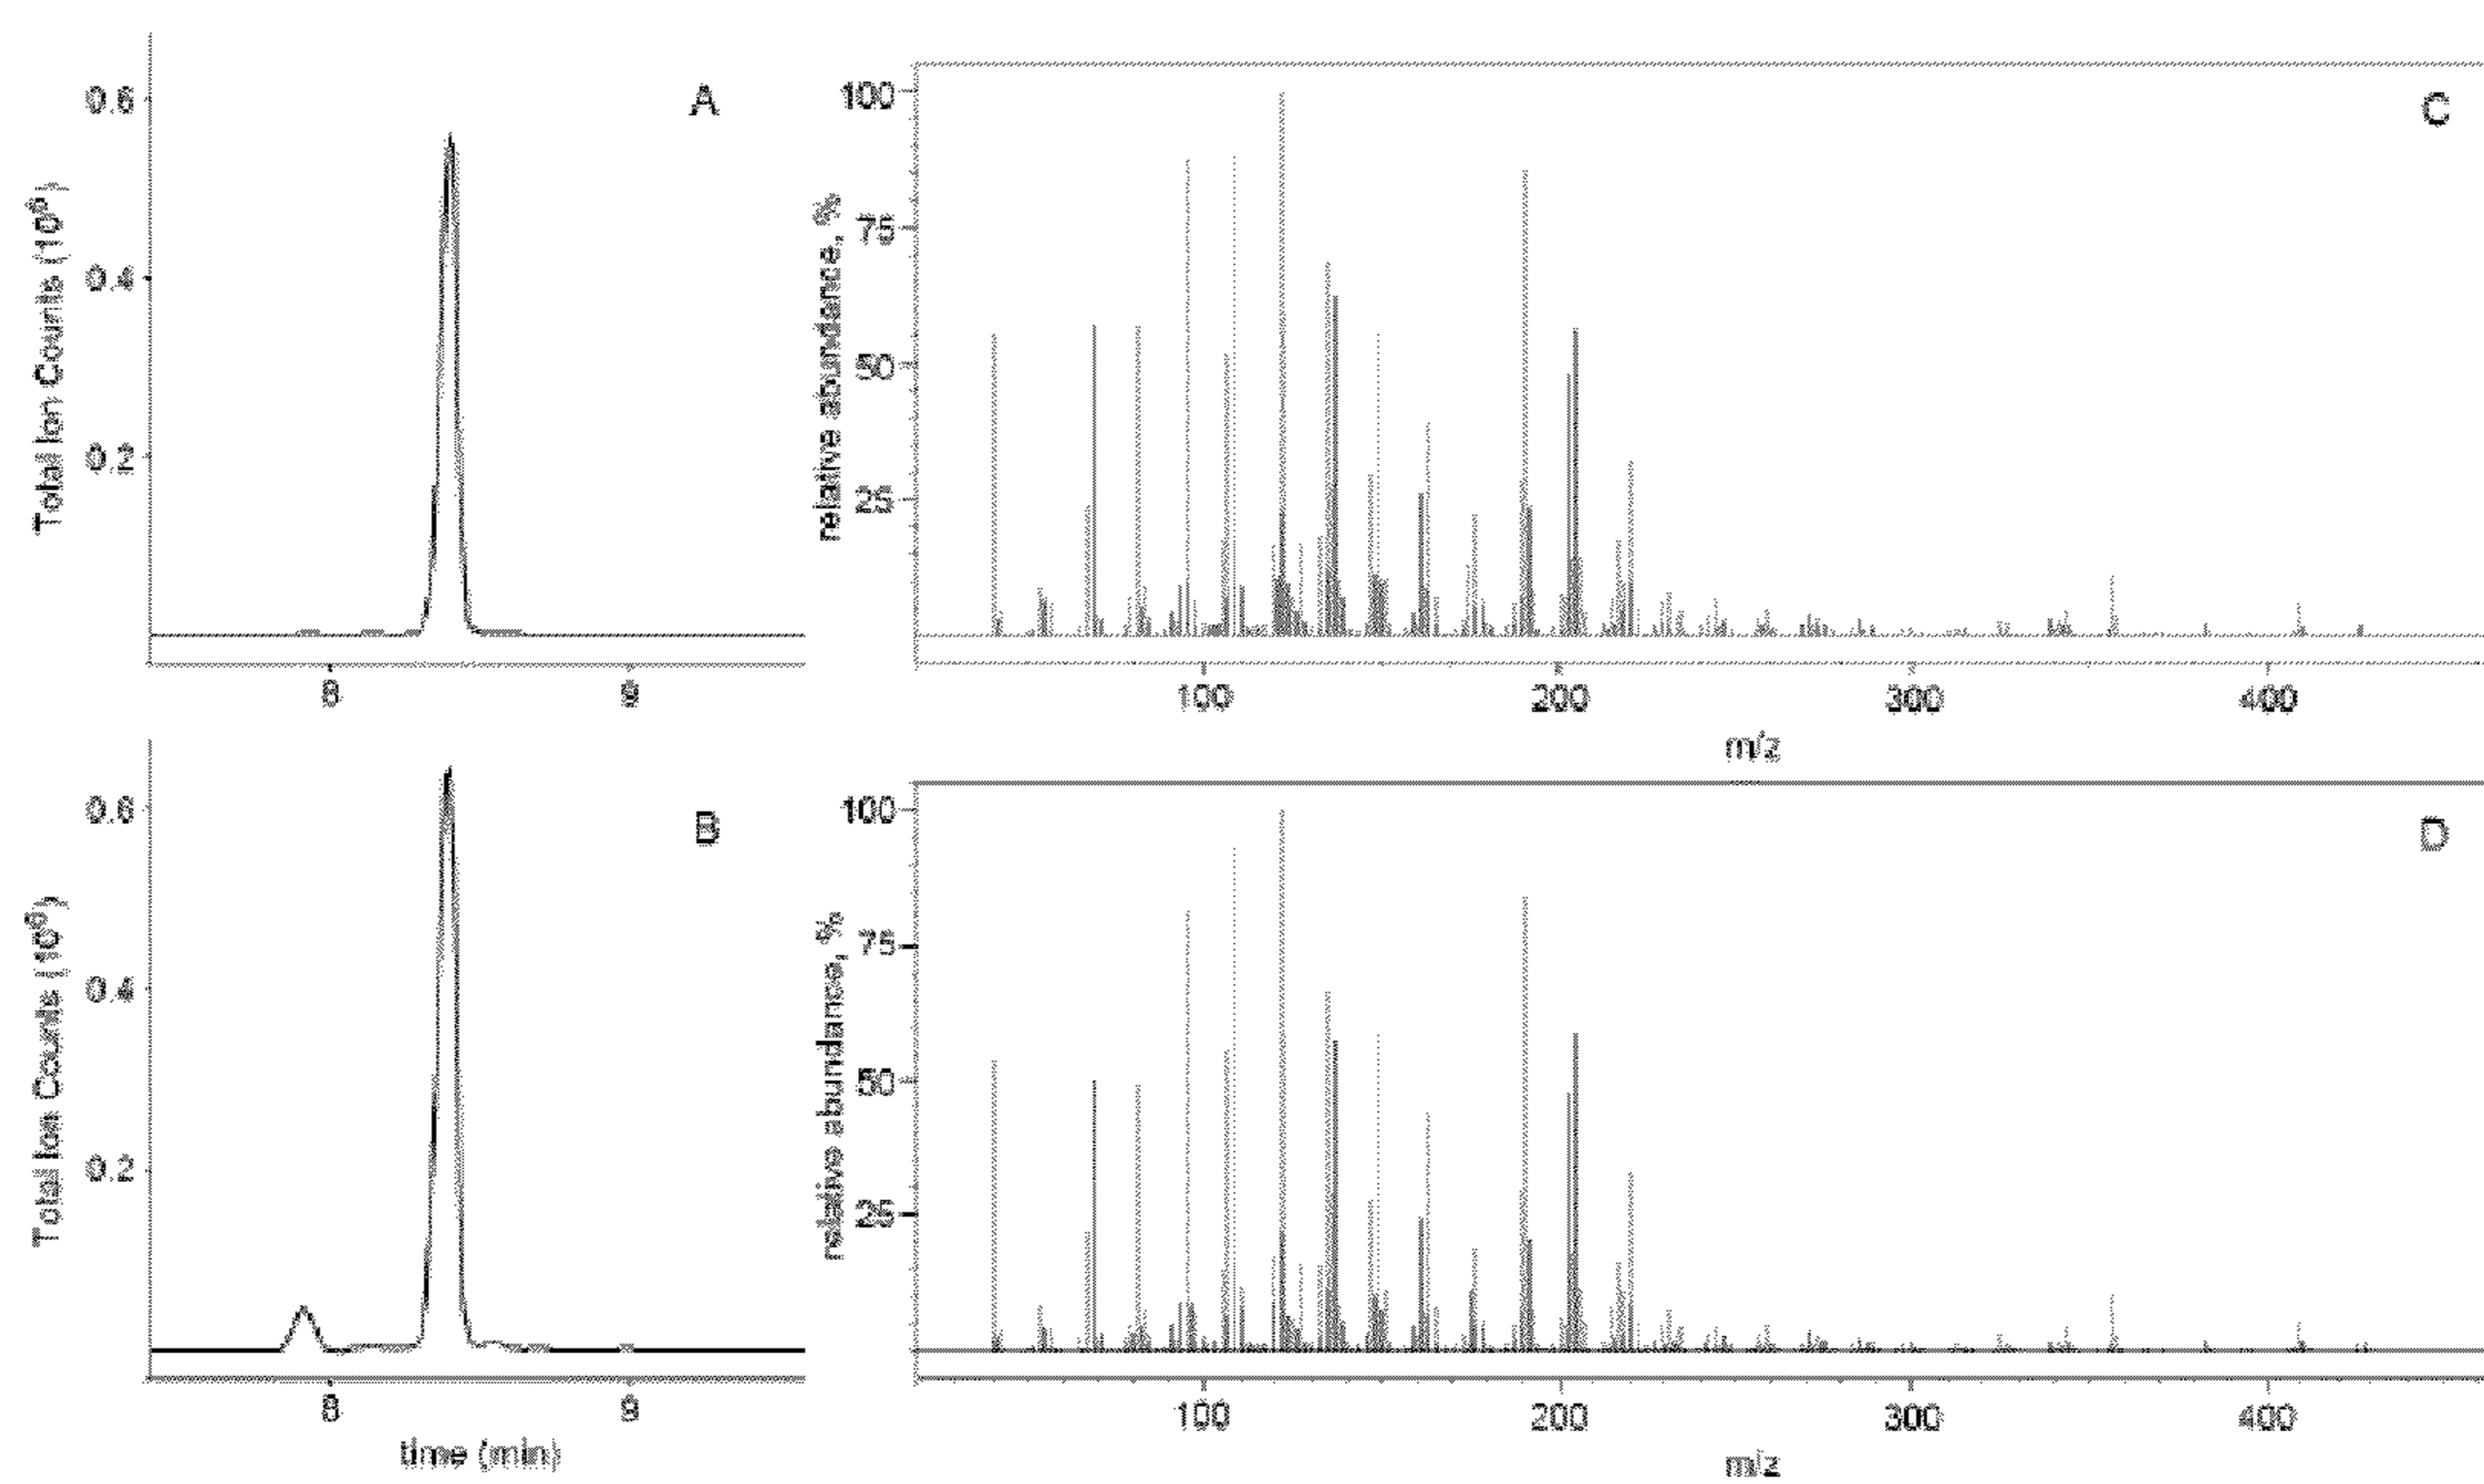 A
Total Ion Counts (10⁶)
0.6
0.4
0.2
8
9
C
relative abundance, %
100
75
50
25
100
200
300
400
m/z
B
Total Ion Counts (10⁶)
0.6
0.4
0.2
8
9
time (min)
D
relative abundance, %
100
75
50
25
100
200
300
400
m/z